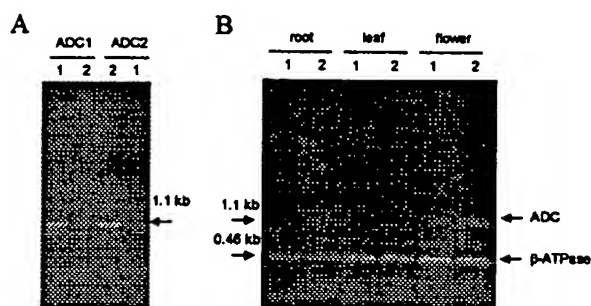 A
ADC1 ADC2
1 2 2 1
1.1 kb
B
root leaf flower
1 2 1 2 1 2
1.1 kb
0.46 kb
ADC
β-ATPase